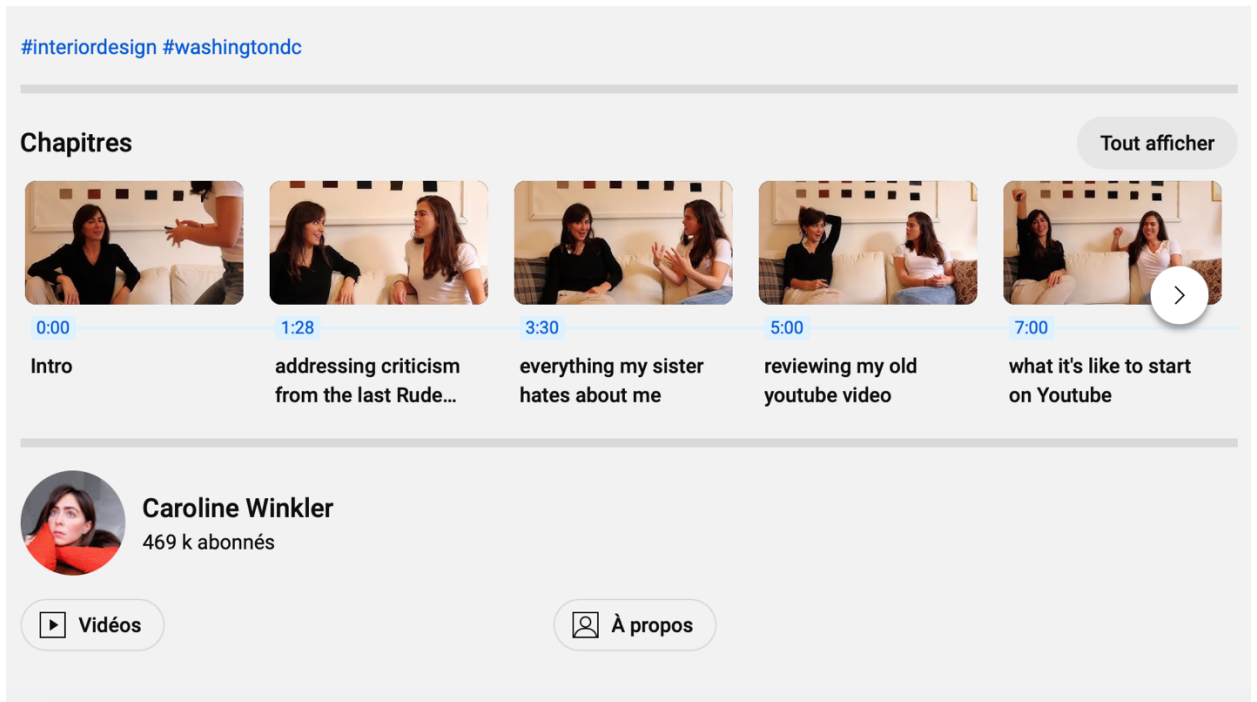 #interiordesign #washingtondc
Chapitres
Tout afficher
0:00
1:28
3:30
5:00
7:00
Intro
addressing criticism
from the last Rude...
everything my sister
hates about me
reviewing my old
youtube video
what it's like to start
on Youtube
Caroline Winkler
469 k abonnés
Vidéos
À propos